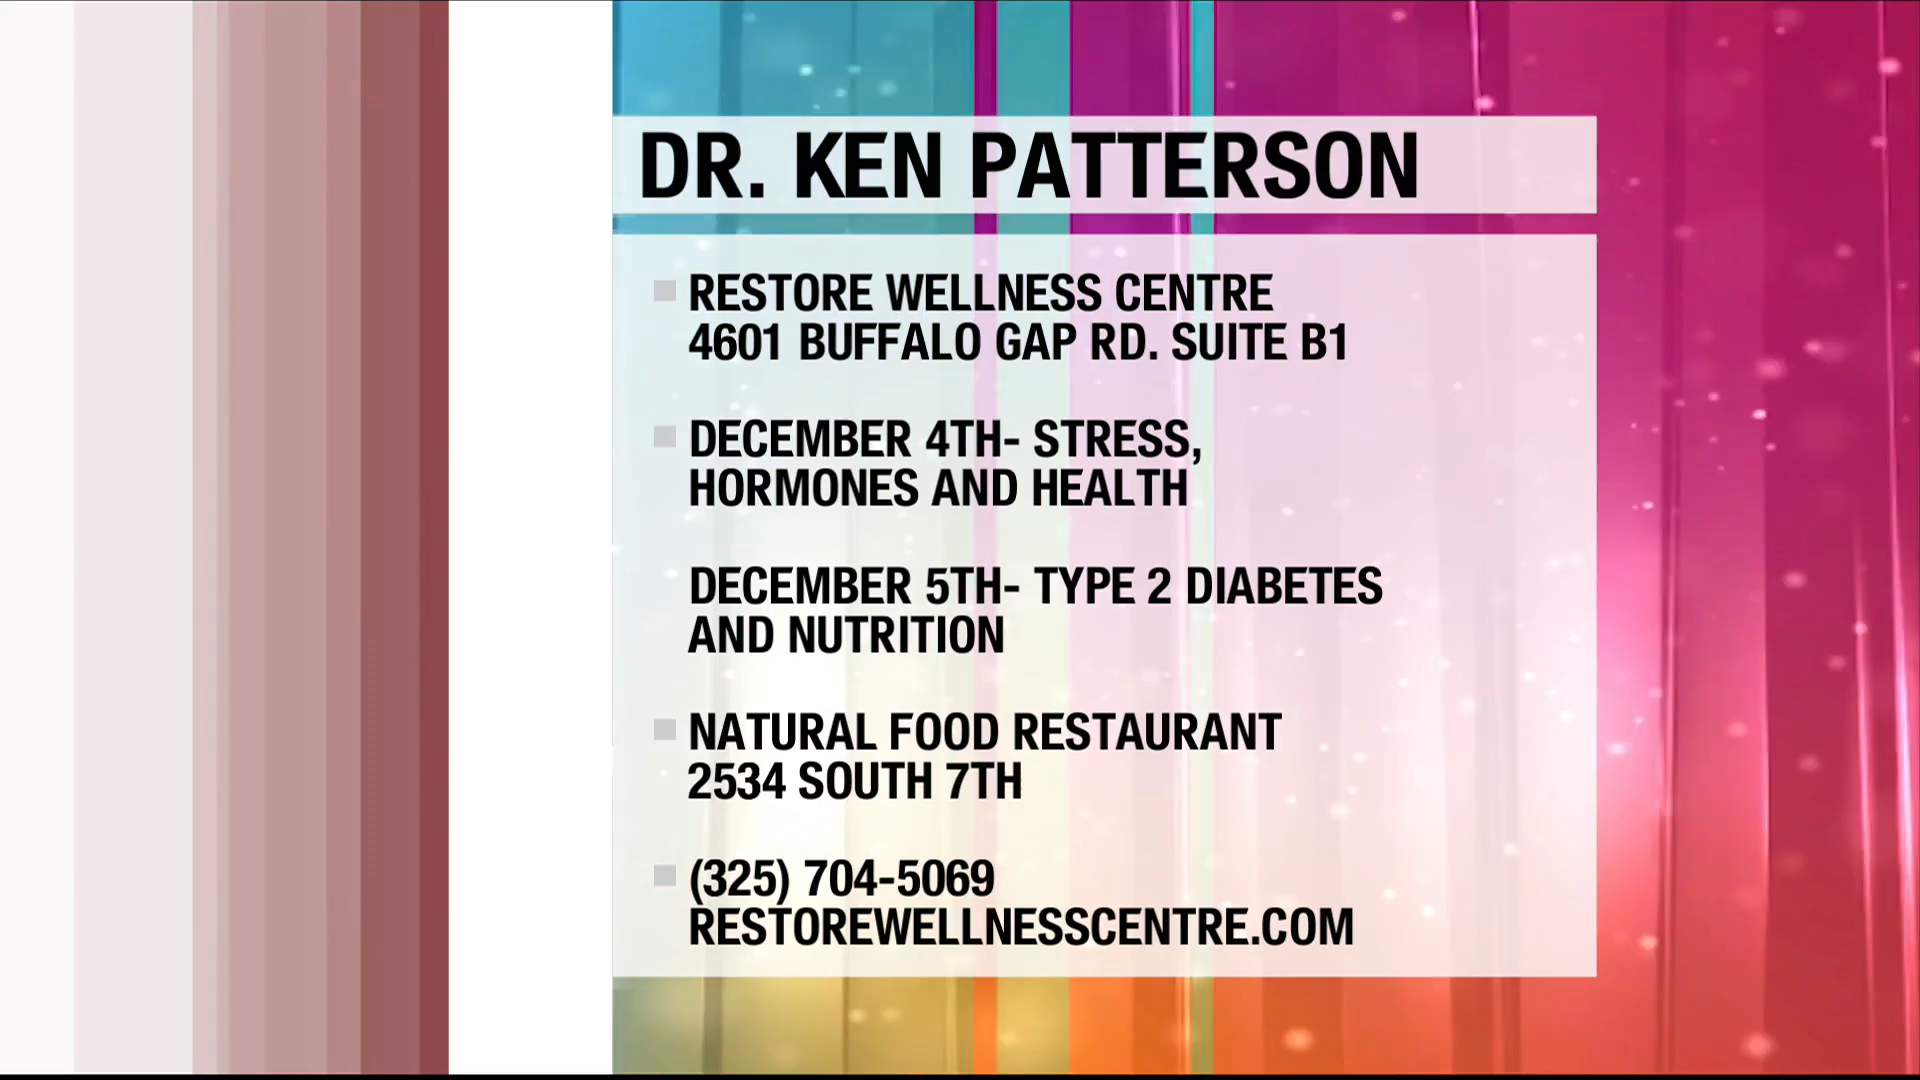 DR. KEN PATTERSON
RESTORE WELLNESS CENTRE
4601 BUFFALO GAP RD. SUITE B1
DECEMBER 4TH- STRESS,
HORMONES AND HEALTH
DECEMBER 5TH- TYPE 2 DIABETES
AND NUTRITION
NATURAL FOOD RESTAURANT
2534 SOUTH 7TH
(325) 704-5069
RESTOREWELLNESSCENTRE.COM